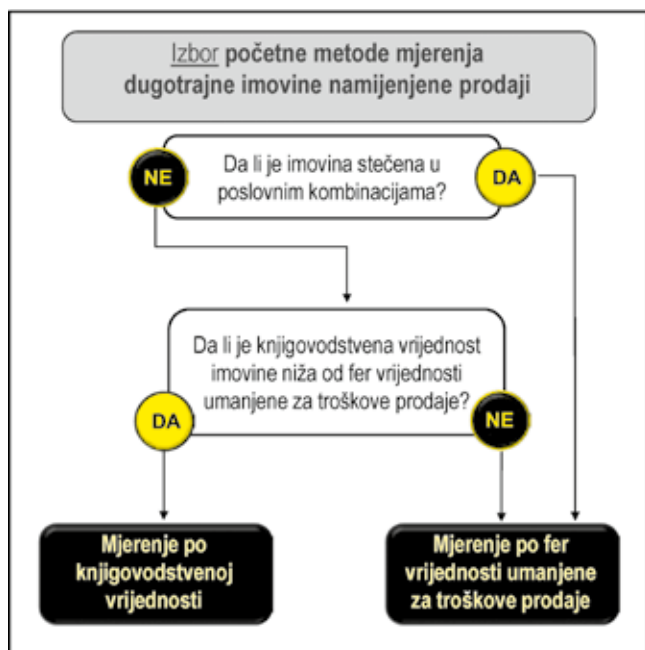 Izbor početne metode mjerenja
dugotrajne imovine namijenjene prodaji
NE
Da li je imovina stečena u
poslovnim kombinacijama?
DA
Da li je knjigovodstvena vrijednost
imovine niža od fer vrijednosti
umanjene za troškove prodaje?
DA
NE
Mjerenje po
knjigovodstvenoj
vrijednosti
Mjerenje po fer
vrijednosti umanjene
za troškove prodaje